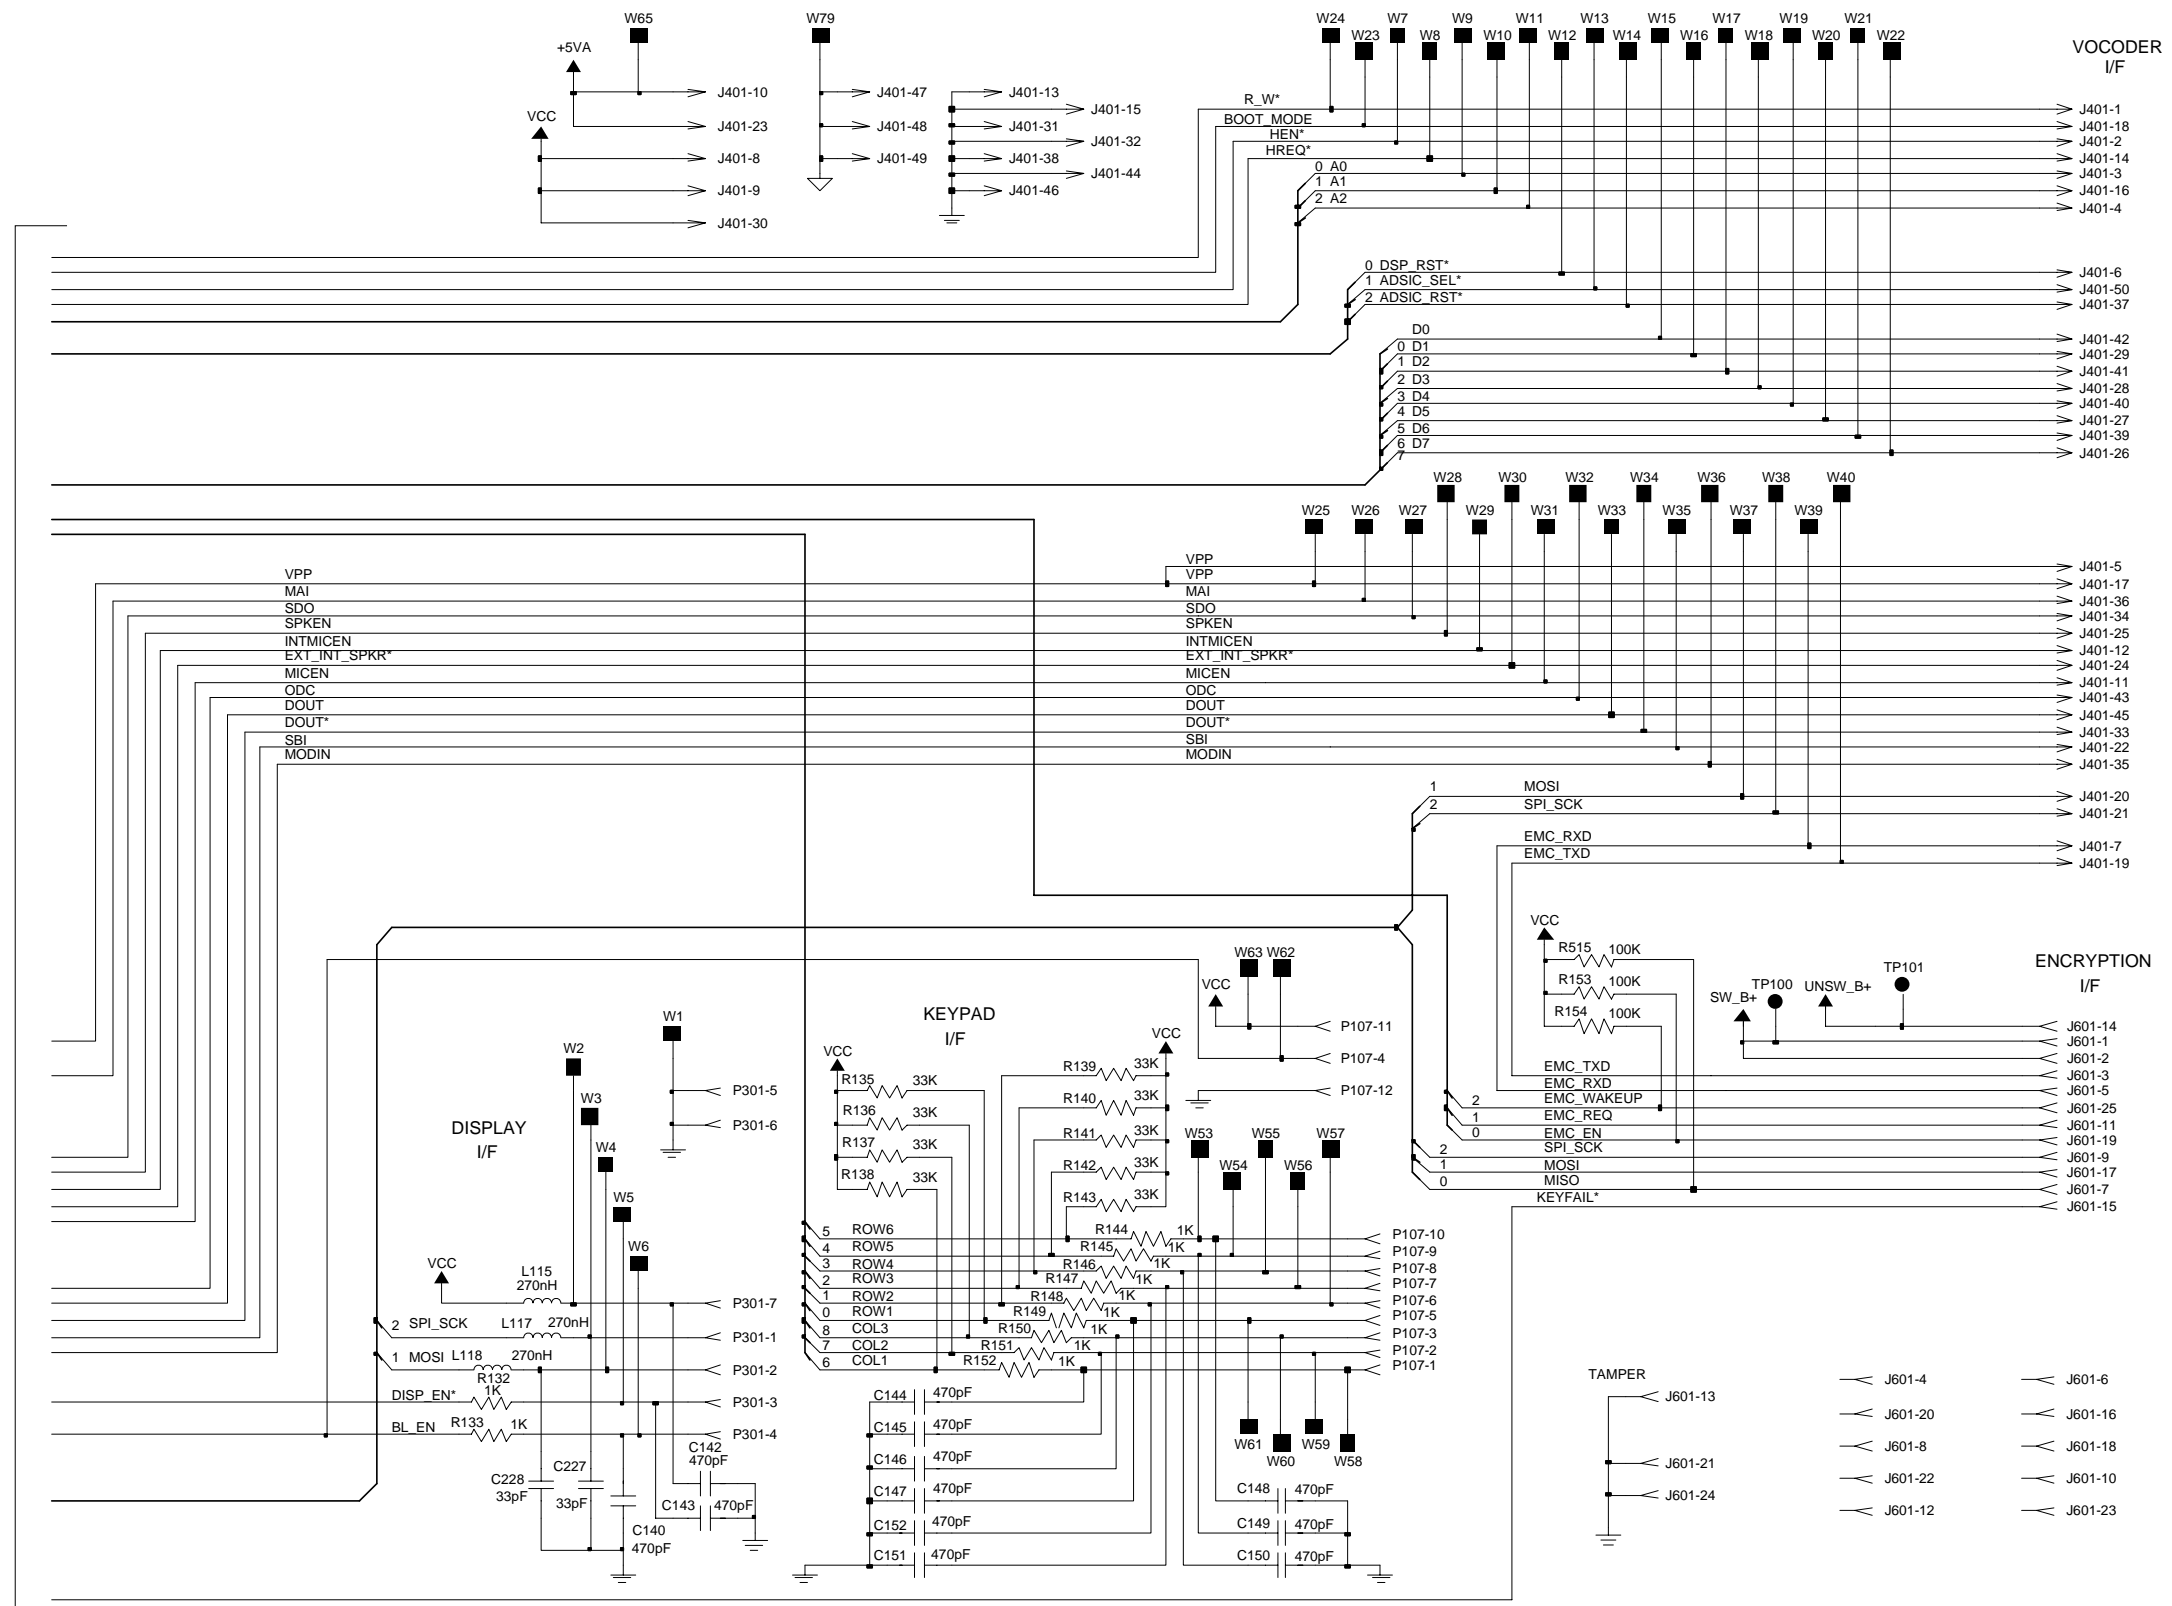 W65
W79
W24
W7
W9
W11
W13
W15
W17
W19
W21
W23
W8
W10
W12
W14
W16
W18
W20
W22
VOCODER
I/F
+5VA
J401-10
J401-47
J401-13
R_W*
J401-15
J401-1
VCC
J401-23
J401-48
J401-31
BOOT_MODE
J401-18
J401-32
HEN*
J401-2
J401-8
J401-49
J401-38
HREQ*
J401-14
J401-44
0 A0
J401-3
J401-9
J401-46
1 A1
J401-16
2 A2
J401-4
J401-30
0 DSP_RST*
J401-6
1 ADSIC_SEL*
J401-50
2 ADSIC_RST*
J401-37
D0
J401-42
0 D1
J401-29
1 D2
J401-41
2 D3
J401-28
3 D4
J401-40
4 D5
J401-27
5 D6
J401-39
6 D7
J401-26
7
W28
W30
W32
W34
W36
W38
W40
W25
W26
W27
W29
W31
W33
W35
W37
W39
VPP
J401-5
VPP
VPP
J401-17
MAI
MAI
J401-36
SDO
SDO
J401-34
SPKEN
SPKEN
J401-25
INTMICEN
INTMICEN
J401-12
EXT_INT_SPKR*
EXT_INT_SPKR*
J401-24
MICEN
MICEN
J401-11
ODC
ODC
J401-43
DOUT
DOUT
J401-45
DOUT*
DOUT*
J401-33
SBI
SBI
J401-22
MODIN
MODIN
J401-35
1 MOSI
J401-20
2 SPI_SCK
J401-21
EMC_RXD
J401-7
EMC_TXD
J401-19
VCC
R515 100K
R153 100K
R154 100K
SW_B+
TP100
UNSW_B+
TP101
ENCRYPTION
I/F
J601-14
J601-1
J601-2
EMC_TXD
J601-3
EMC_RXD
J601-5
2 EMC_WAKEUP
J601-25
1 EMC_REQ
J601-11
0 EMC_EN
J601-19
2 SPI_SCK
J601-9
1 MOSI
J601-17
0 MISO
J601-7
KEYFAIL*
J601-15
W63
W62
VCC
P107-11
P107-4
P107-12
KEYPAD
I/F
VCC
VCC
R135 33K
R136 33K
R137 33K
R138 33K
R139 33K
R140 33K
R141 33K
R142 33K
R143 33K
W53
W54
W55
W56
W57
5 ROW6
R144 1K
P107-10
4 ROW5
R145 1K
P107-9
3 ROW4
R146 1K
P107-8
2 ROW3
R147 1K
P107-7
1 ROW2
R148 1K
P107-6
0 ROW1
R149 1K
P107-5
8 COL3
R150 1K
P107-3
7 COL2
R151 1K
P107-2
6 COL1
R152 1K
P107-1
C144 470pF
C145 470pF
C146 470pF
C147 470pF
C152 470pF
C151 470pF
W61
W60
W59
W58
C148 470pF
C149 470pF
C150 470pF
DISPLAY
I/F
W1
P301-5
P301-6
W2
W3
W4
W5
W6
VCC
L115
270nH
P301-7
2 SPI_SCK
L117 270nH
P301-1
1 MOSI
L118 270nH
P301-2
DISP_EN*
R132
1K
P301-3
BL_EN
R133 1K
P301-4
C228
33pF
C227
33pF
C140
470pF
C142
470pF
C143 470pF
TAMPER
J601-13
J601-21
J601-24
J601-4
J601-6
J601-20
J601-16
J601-8
J601-18
J601-22
J601-10
J601-12
J601-23